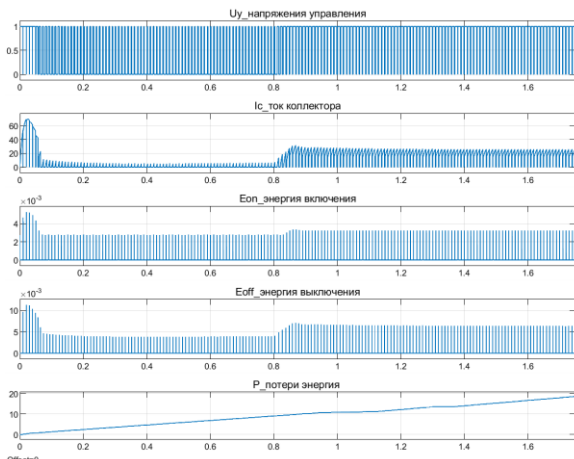 Uy_напряжения управления
1
0.5
0
0 0.2 0.4 0.6 0.8 1 1.2 1.4 1.6
Ic_ток коллектора
60
40
20
0
0 0.2 0.4 0.6 0.8 1 1.2 1.4 1.6
×10⁻³ Eon_энергия включения
4
2
0
0 0.2 0.4 0.6 0.8 1 1.2 1.4 1.6
×10⁻³ Eoff_энергия выключения
10
5
0
0 0.2 0.4 0.6 0.8 1 1.2 1.4 1.6
P_потери энергия
20
10
0
0 0.2 0.4 0.6 0.8 1 1.2 1.4 1.6